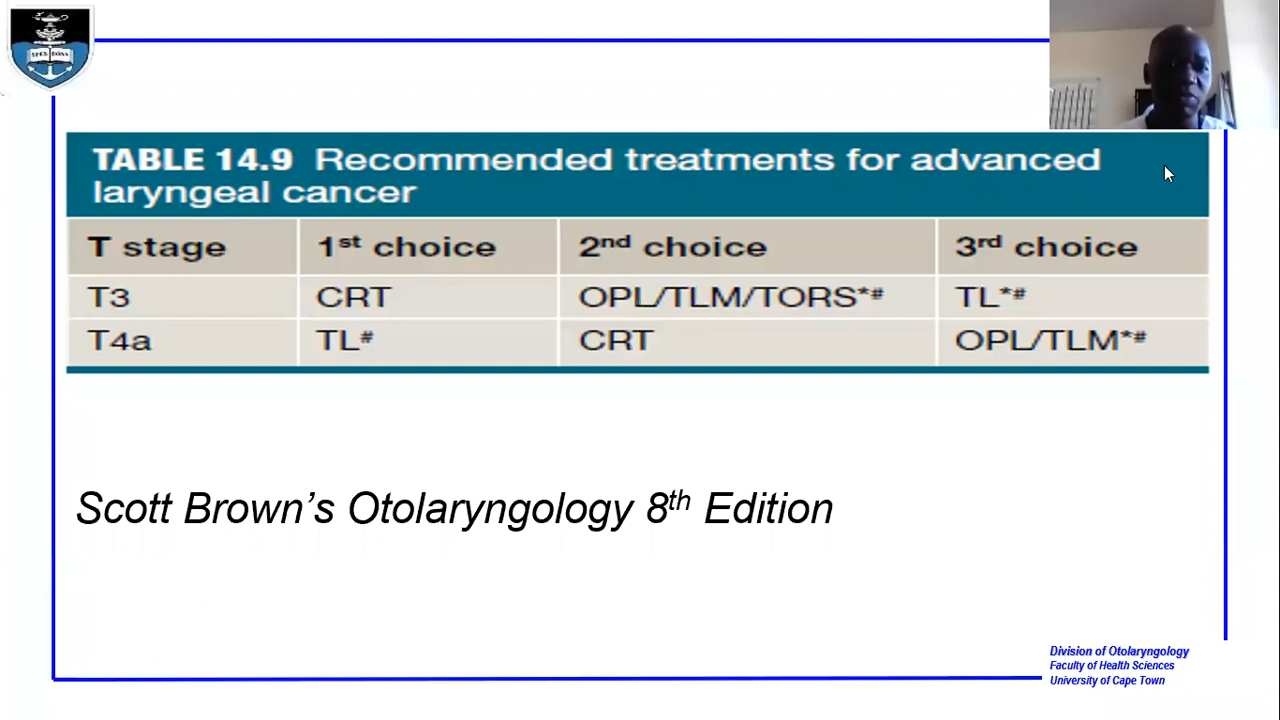 TABLE 14.9 Recommended treatments for advanced
laryngeal cancer
T stage 1st choice 2nd choice 3rd choice
T3 CRT OPL/TLM/TORS*# TL*#
T4a TL# CRT OPL/TLM*#
Scott Brown’s Otolaryngology 8th Edition
Division of Otolaryngology
Faculty of Health Sciences
University of Cape Town